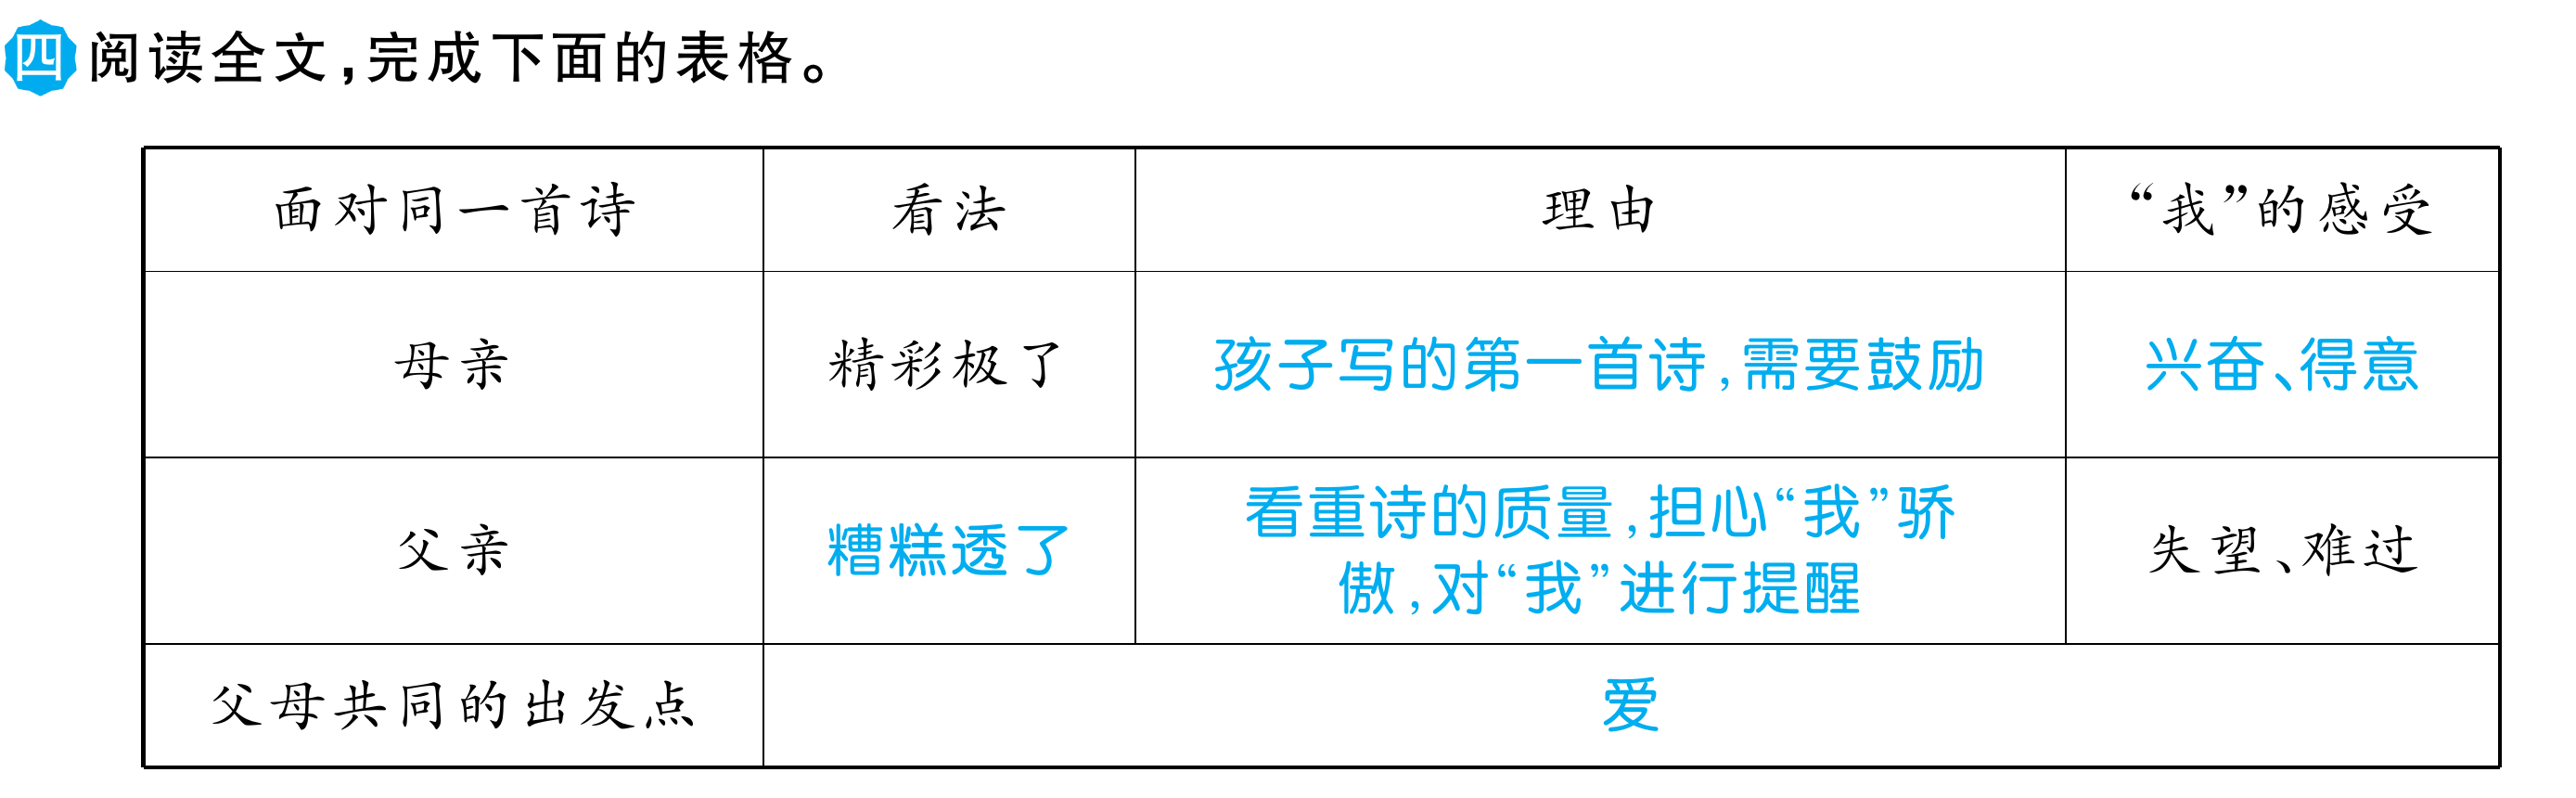 四 阅读全文,完成下面的表格。
面对同一首诗 看法 理由 “我”的感受
母亲 精彩极了 孩子写的第一首诗,需要鼓励 兴奋、得意
父亲 糟糕透了 看重诗的质量,担心“我”骄
傲,对“我”进行提醒 失望、难过
父母共同的出发点 爱